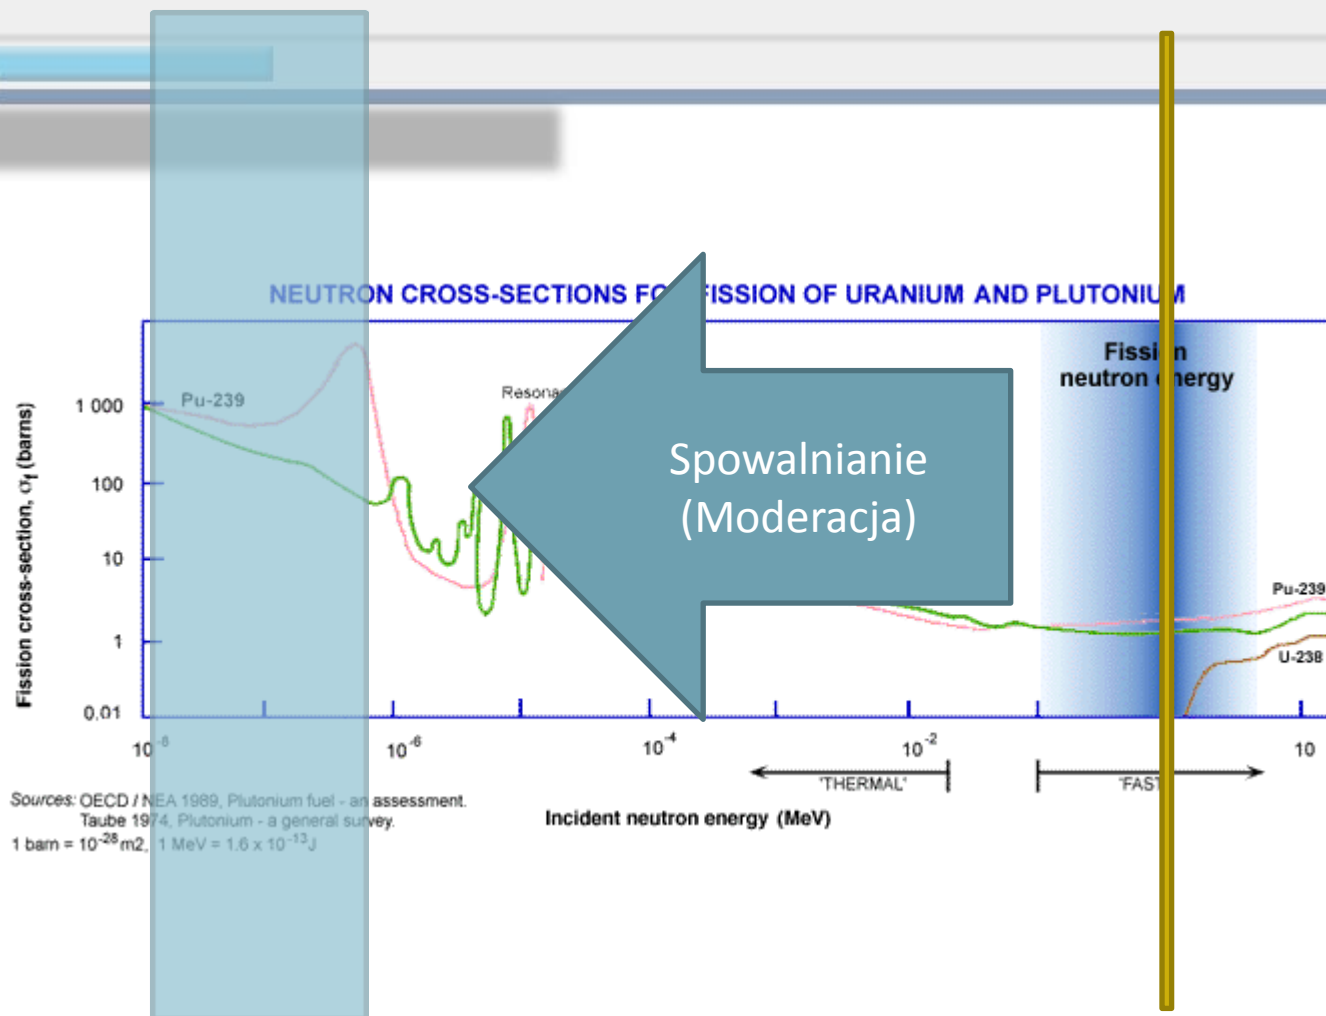 NEUTRON CROSS-SECTIONS FO FISSION OF URANIUM AND PLUTONIUM
Fission
neutron energy
Pu-239
Resona
1 000
100
10
1
0.01
Fission cross-section, σf (barns)
Spowalnianie
(Moderacja)
Pu-239
U-238
10-8
10-6
10-4
10-2
10
'THERMAL'
'FAST
Incident neutron energy (MeV)
Sources: OECD / NEA 1989, Plutonium fuel - an assessment.
Taube 1974, Plutonium - a general survey.
1 barn = 10-28 m2, 1 MeV = 1.6 x 10-13 J